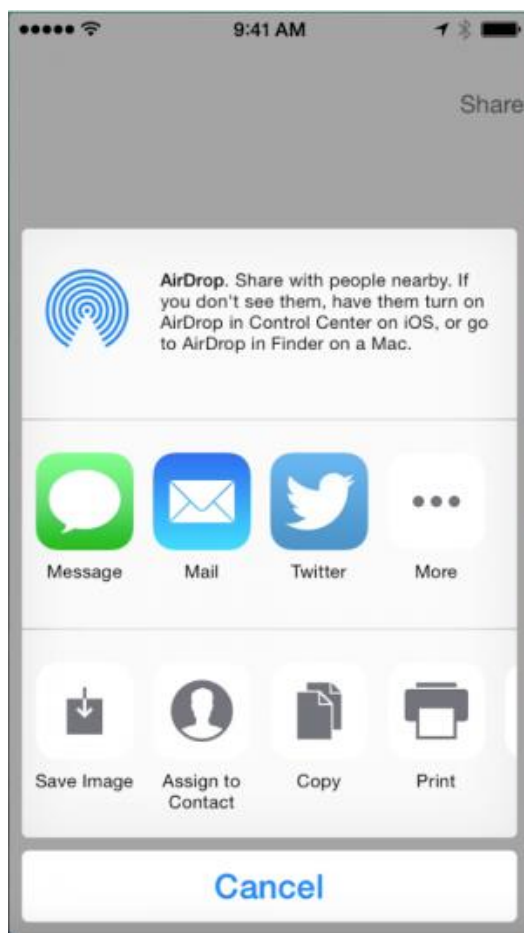 9:41 AM
Share
AirDrop. Share with people nearby. If
you don't see them, have them turn on
AirDrop in Control Center on iOS, or go
to AirDrop in Finder on a Mac.
Message Mail Twitter More
Save Image Assign to Contact Copy Print
Cancel